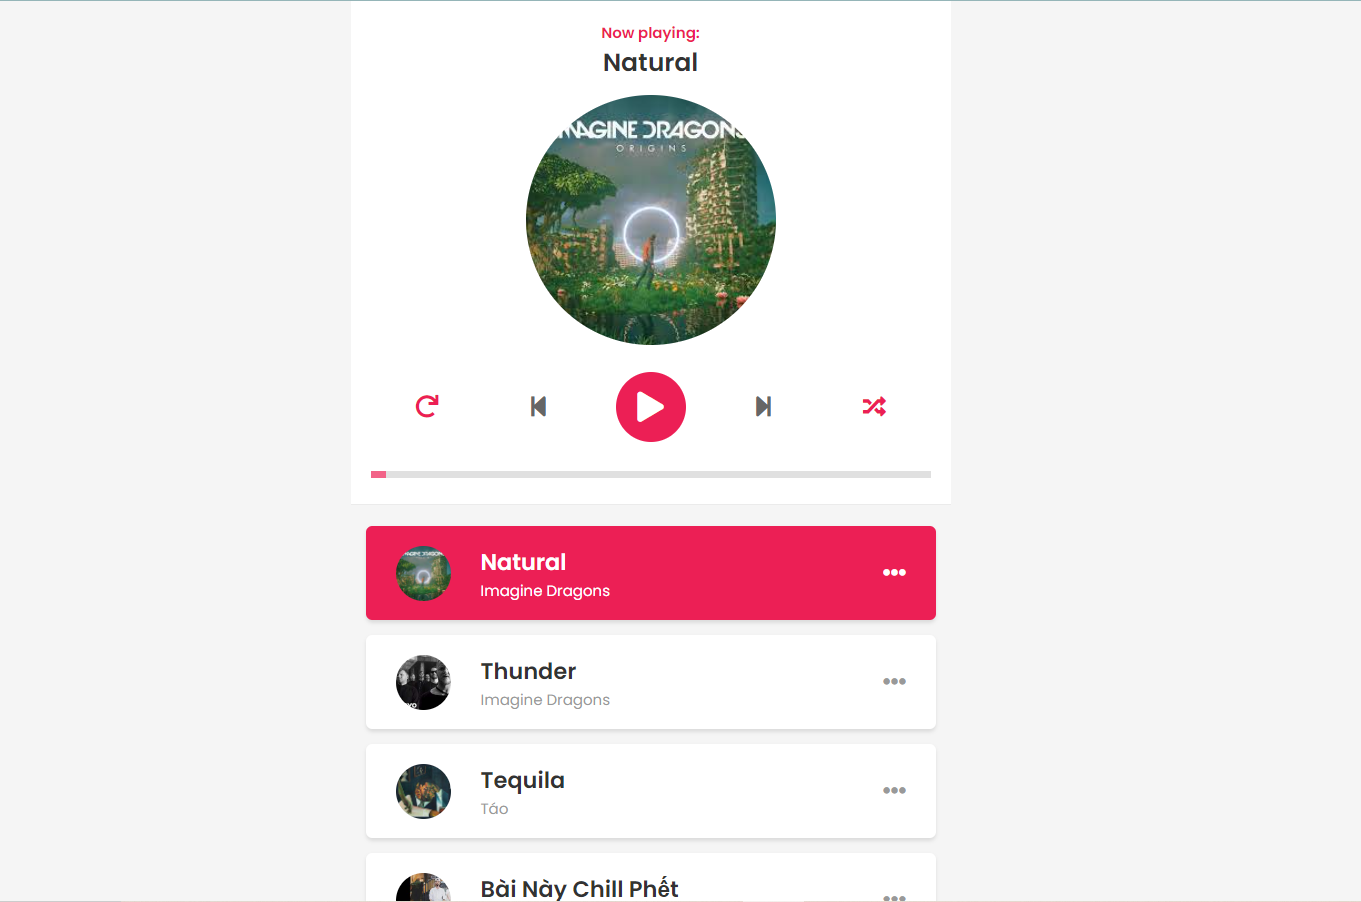 Now playing:
Natural
IMAGINE DRAGONS
ORIGINS
Natural
Imagine Dragons
Thunder
Imagine Dragons
Tequila
Táo
Bài Này Chill Phết